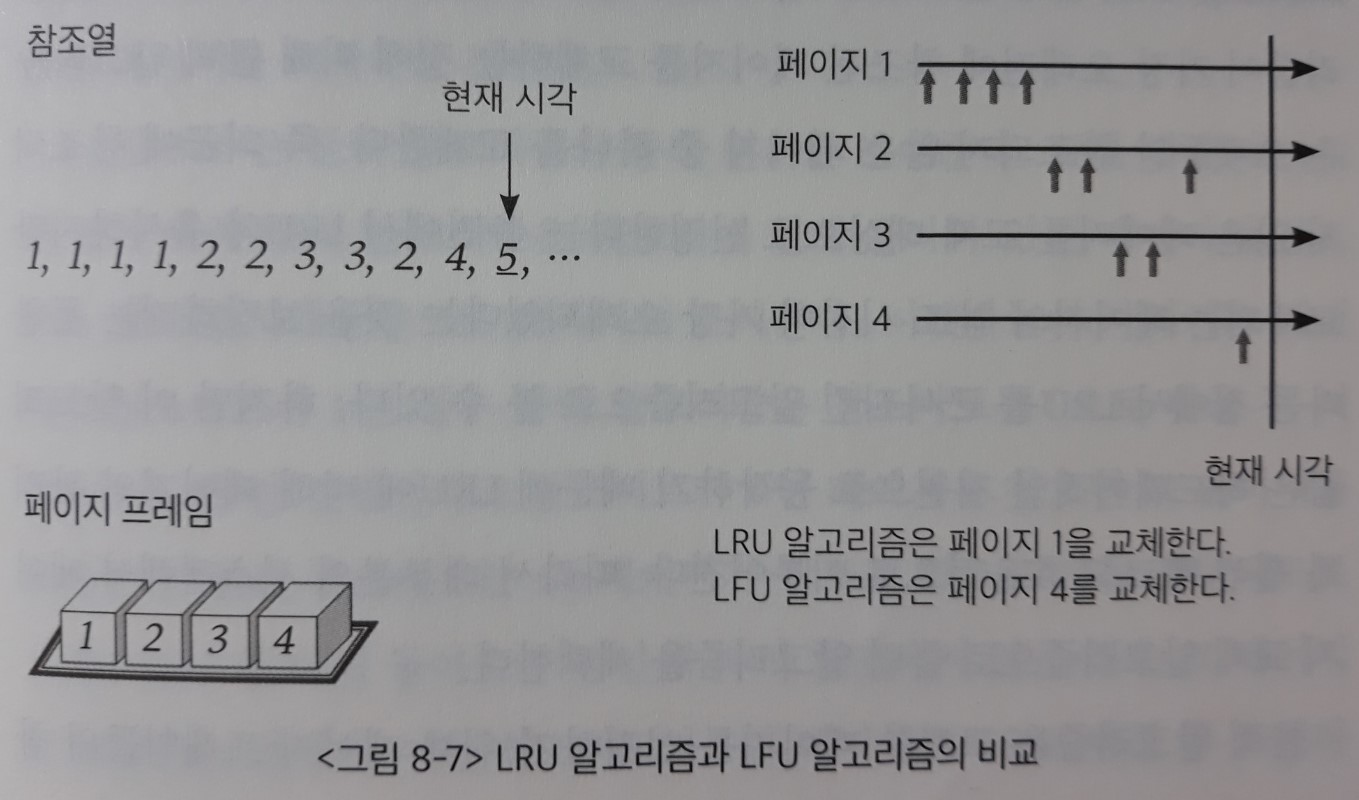 참조열
현재 시각
1, 1, 1, 1, 2, 2, 3, 3, 2, 4, 5, ⋯
페이지 1
페이지 2
페이지 3
페이지 4
현재 시각
페이지 프레임
1 2 3 4
LRU 알고리즘은 페이지 1을 교체한다.
LFU 알고리즘은 페이지 4를 교체한다.
<그림 8-7> LRU 알고리즘과 LFU 알고리즘의 비교